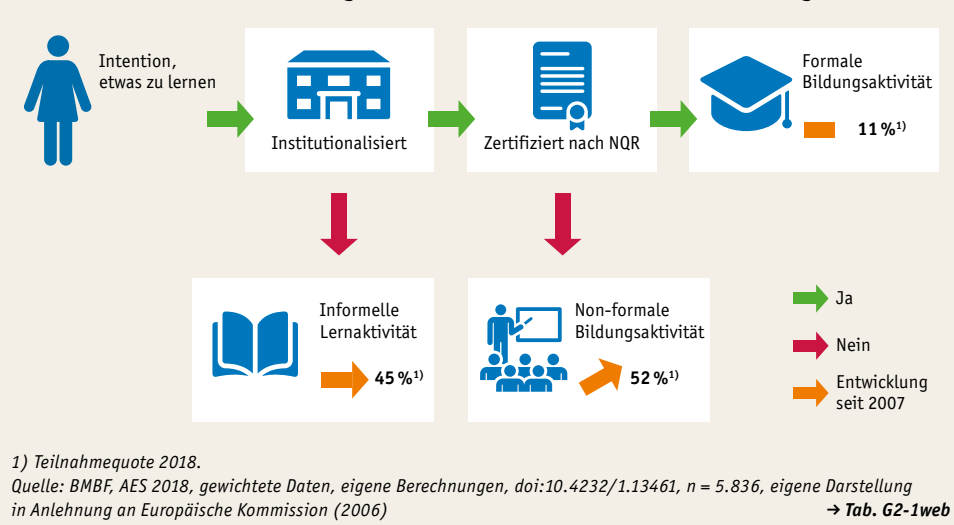 Intention,
etwas zu lernen
Institutionalisiert
Zertifiziert nach NQR
Formale
Bildungsaktivität
11 %1)
Informelle
Lernaktivität
45 %1)
Non-formale
Bildungsaktivität
52 %1)
Ja
Nein
Entwicklung
seit 2007
1) Teilnahmequote 2018.
Quelle: BMBF, AES 2018, gewichtete Daten, eigene Berechnungen, doi:10.4232/1.13461, n = 5.836, eigene Darstellung
in Anlehnung an Europäische Kommission (2006)
→ Tab. G2-1web